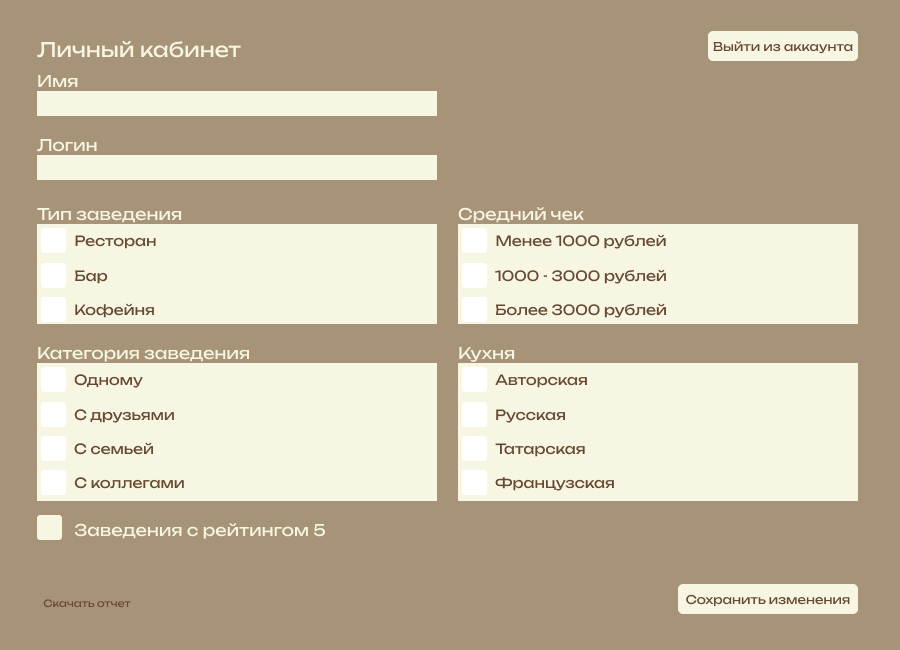 Личный кабинет
Выйти из аккаунта
Имя
Логин
Тип заведения
Ресторан
Бар
Кофейня
Средний чек
Менее 1000 рублей
1000 - 3000 рублей
Более 3000 рублей
Категория заведения
Одному
С друзьями
С семьей
С коллегами
Кухня
Авторская
Русская
Татарская
Французская
Заведения с рейтингом 5
Скачать отчет
Сохранить изменения